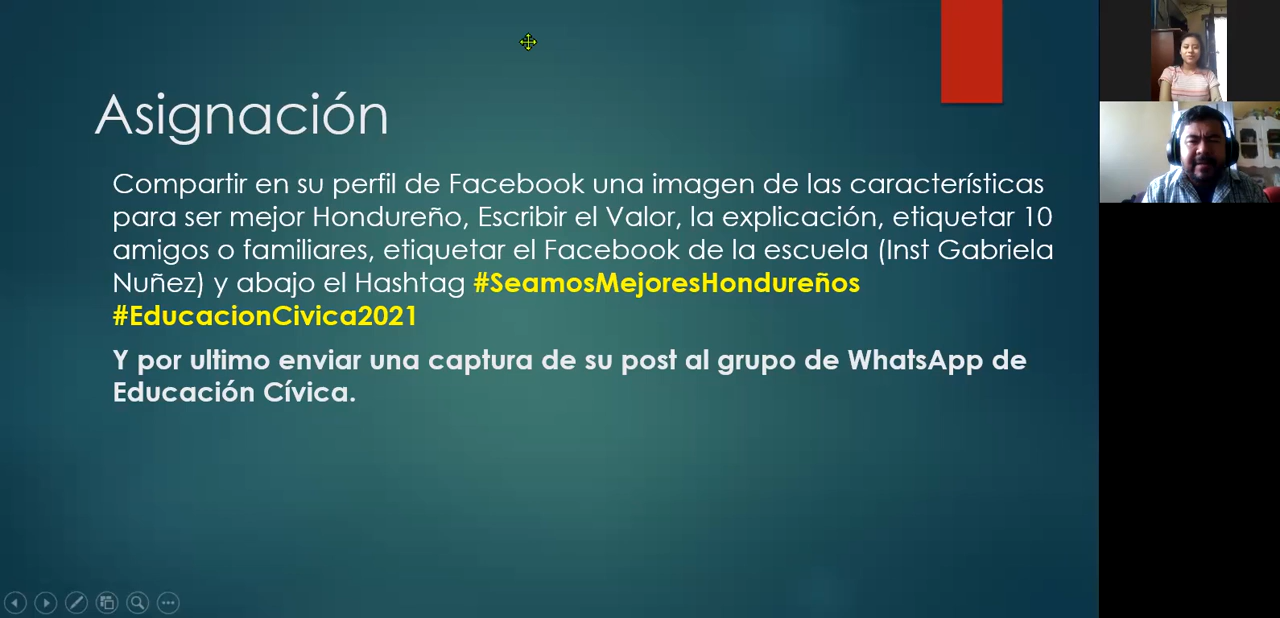 Asignación
Compartir en su perfil de Facebook una imagen de las características
para ser mejor Hondureño, Escribir el Valor, la explicación, etiquetar 10
amigos o familiares, etiquetar el Facebook de la escuela (Inst Gabriela
Nuñez) y abajo el Hashtag #SeamosMejoresHondureños
#EducacionCivica2021
Y por ultimo enviar una captura de su post al grupo de WhatsApp de
Educación Cívica.